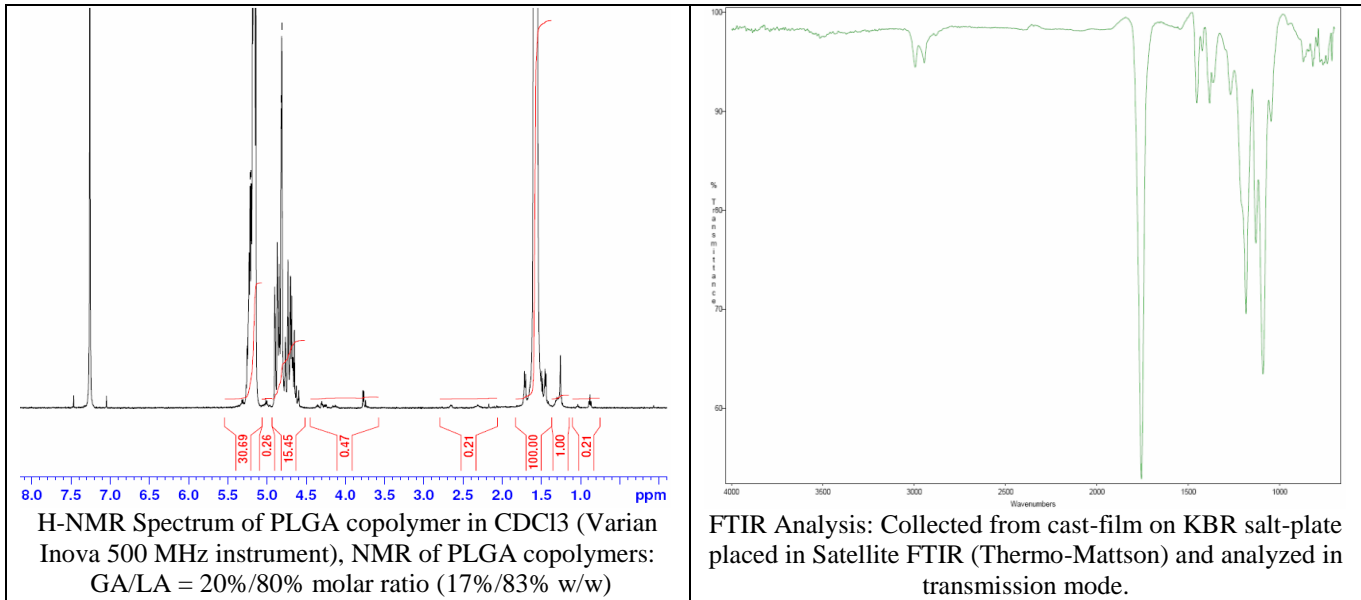 30.69
0.26
15.45
0.47
0.21
100.00
1.00
0.21
8.0 7.5 7.0 6.5 6.0 5.5 5.0 4.5 4.0 3.5 3.0 2.5 2.0 1.5 1.0 ppm
H-NMR Spectrum of PLGA copolymer in CDCl3 (Varian
Inova 500 MHz instrument), NMR of PLGA copolymers:
GA/LA = 20%/80% molar ratio (17%/83% w/w)
100
90
80
70
60
% Transmittance
4000 3500 3000 2500 2000 1500 1000
Wavenumbers
FTIR Analysis: Collected from cast-film on KBR salt-plate
placed in Satellite FTIR (Thermo-Mattson) and analyzed in
transmission mode.